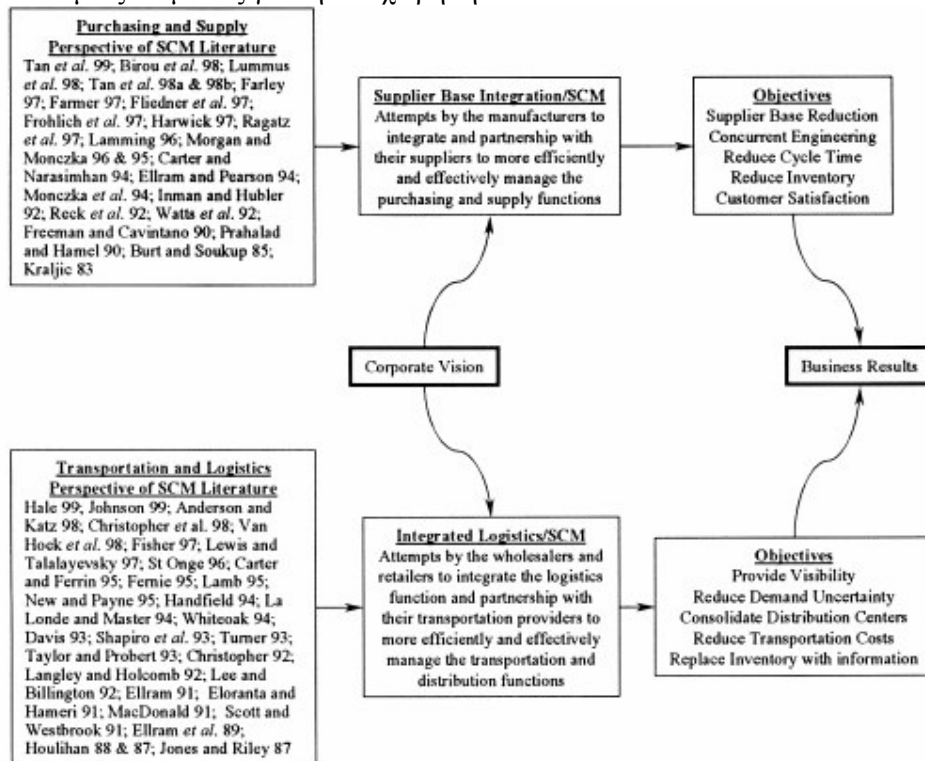 Purchasing and Supply
Perspective of SCM Literature
Tan et al. 99; Birou et al. 98; Lummus
et al. 98; Tan et al. 98a & 98b; Farley
97; Farmer 97; Fliedner et al. 97;
Frohlich et al. 97; Harwick 97; Ragatz
et al. 97; Lamming 96; Morgan and
Monczka 96 & 95; Carter and
Narasimhan 94; Ellram and Pearson 94;
Monczka et al. 94; Inman and Hubler
92; Reck et al. 92; Watts et al. 92;
Freeman and Cavintano 90; Prahalad
and Hamel 90; Burt and Soukup 85;
Kraljic 83
Supplier Base Integration/SCM
Attempts by the manufacturers to
integrate and partnership with
their suppliers to more efficiently
and effectively manage the
purchasing and supply functions
Objectives
Supplier Base Reduction
Concurrent Engineering
Reduce Cycle Time
Reduce Inventory
Customer Satisfaction
Corporate Vision
Business Results
Transportation and Logistics
Perspective of SCM Literature
Hale 99; Johnson 99; Anderson and
Katz 98; Christopher et al. 98; Van
Hoek et al. 98; Fisher 97; Lewis and
Talalayevsky 97; St Onge 96; Carter
and Ferrin 95; Fernie 95; Lamb 95;
New and Payne 95; Handfield 94; La
Londe and Master 94; Whiteoak 94;
Davis 93; Shapiro et al. 93; Turner 93;
Taylor and Probert 93; Christopher 92;
Langley and Holcomb 92; Lee and
Billington 92; Ellram 91; Eloranta and
Hameri 91; MacDonald 91; Scott and
Westbrook 91; Ellram et al. 89;
Houlihan 88 & 87; Jones and Riley 87
Integrated Logistics/SCM
Attempts by the wholesalers and
retailers to integrate the logistics
function and partnership with
their transportation providers to
more efficiently and effectively
manage the transportation and
distribution functions
Objectives
Provide Visibility
Reduce Demand Uncertainty
Consolidate Distribution Centers
Reduce Transportation Costs
Replace Inventory with information